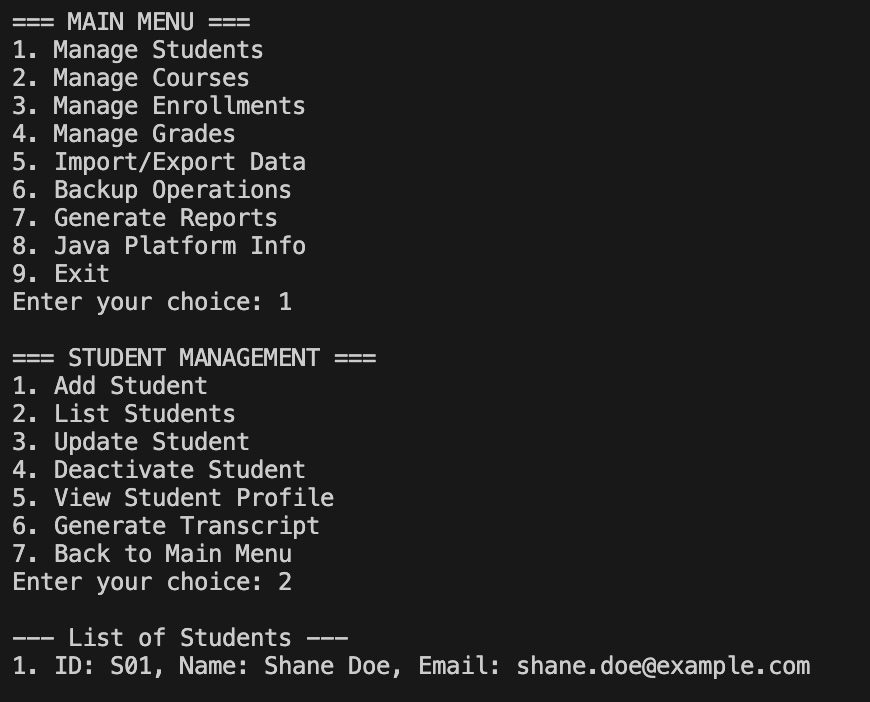 === MAIN MENU ===
1. Manage Students
2. Manage Courses
3. Manage Enrollments
4. Manage Grades
5. Import/Export Data
6. Backup Operations
7. Generate Reports
8. Java Platform Info
9. Exit
Enter your choice: 1

=== STUDENT MANAGEMENT ===
1. Add Student
2. List Students
3. Update Student
4. Deactivate Student
5. View Student Profile
6. Generate Transcript
7. Back to Main Menu
Enter your choice: 2

--- List of Students ---
1. ID: S01, Name: Shane Doe, Email: shane.doe@example.com